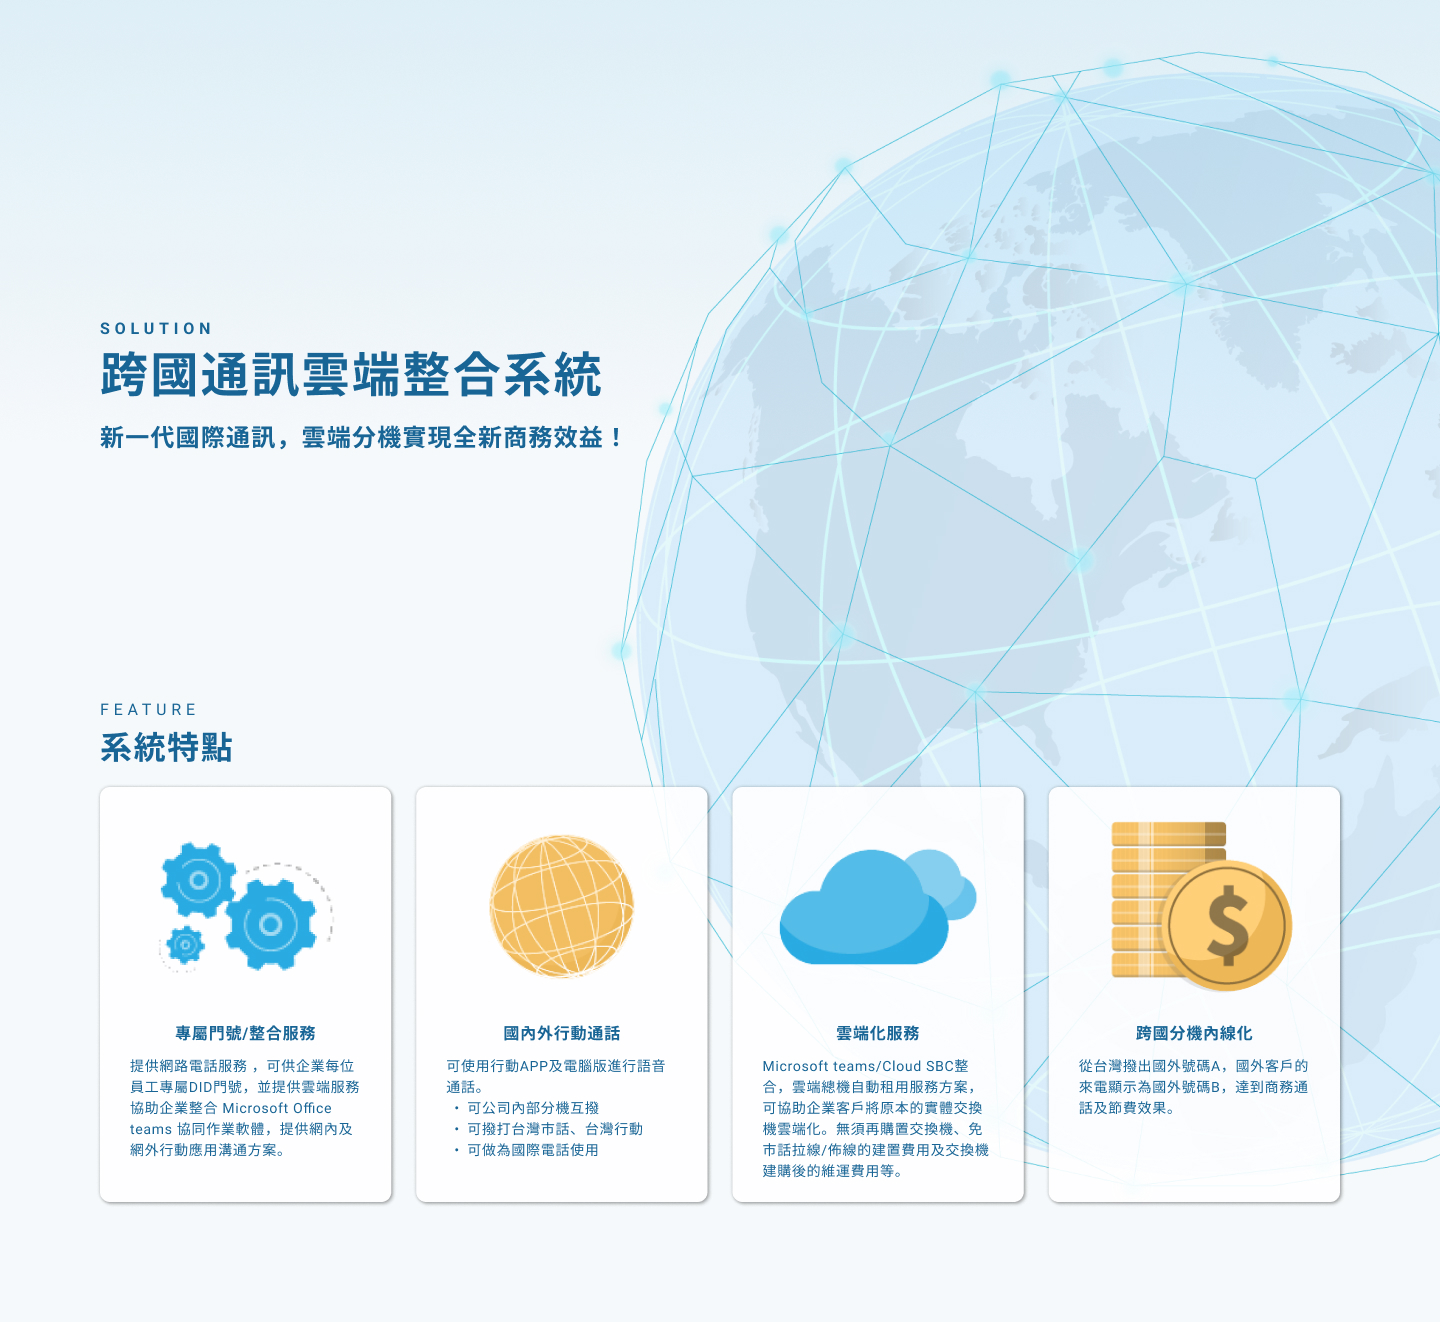 SOLUTION
跨國通訊雲端整合系統
新一代國際通訊，雲端分機實現全新商務效益！
FEATURE
系統特點
專屬門號/整合服務
提供網路電話服務 ，可供企業每位
員工專屬DID門號，並提供雲端服務
協助企業整合 Microsoft Office
teams 協同作業軟體，提供網內及
網外行動應用溝通方案。
國內外行動通話
可使用行動APP及電腦版進行語音
通話。
・可公司內部分機互撥
・可撥打台灣市話、台灣行動
・可做為國際電話使用
雲端化服務
Microsoft teams/Cloud SBC整
合，雲端總機自動租用服務方案，
可協助企業客戶將原本的實體交換
機雲端化。無須再購置交換機、免
市話拉線/佈線的建置費用及交換機
建購後的維運費用等。
跨國分機內線化
從台灣撥出國外號碼A，國外客戶的
來電顯示為國外號碼B，達到商務通
話及節費效果。